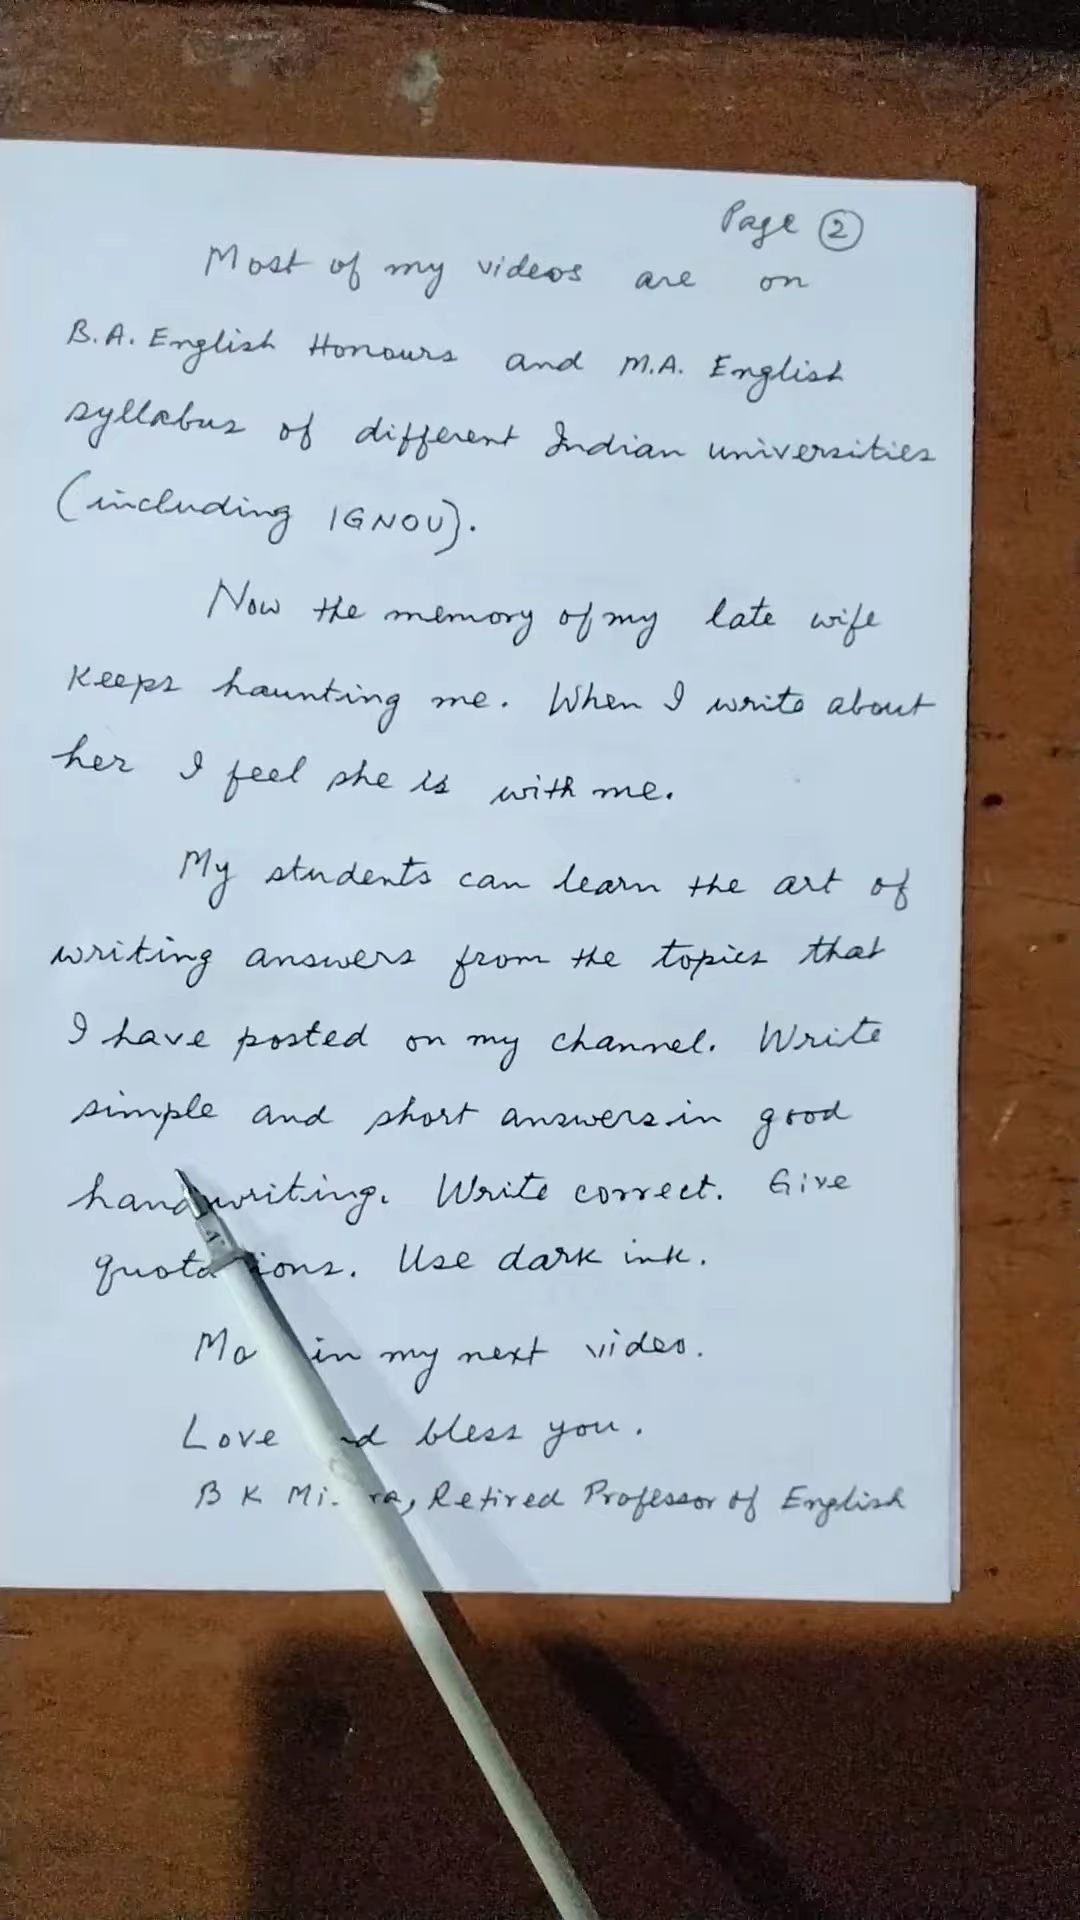 Page 2
Most of my videos are on
B.A. English Honours and M.A. English
syllabus of different Indian universities
(including IGNOU).
Now the memory of my late wife
keeps haunting me. When I write about
her I feel she is with me.
My students can learn the art of
writing answers from the topics that
I have posted on my channel. Write
simple and short answers in good
handwriting. Write correct. Give
quotations. Use dark ink.
in my next video.
Love and bless you.
B K Retired Professor of English